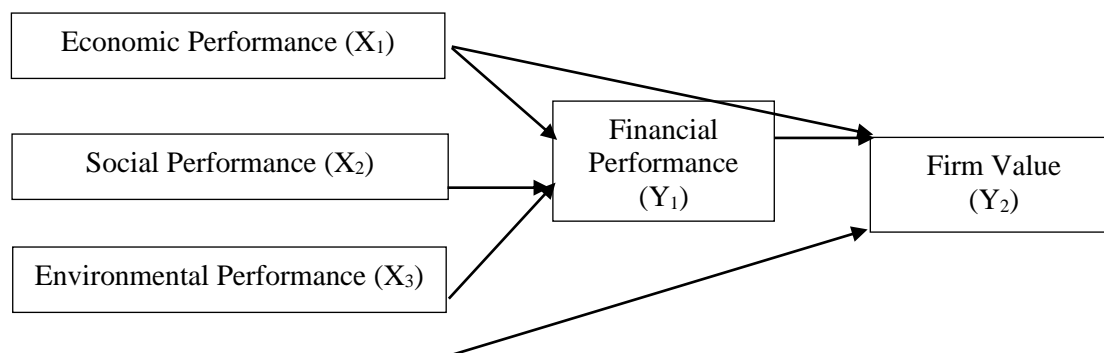 Economic Performance (X₁)
Financial
Performance
(Y₁)
Social Performance (X₂)
Firm Value
(Y₂)
Environmental Performance (X₃)